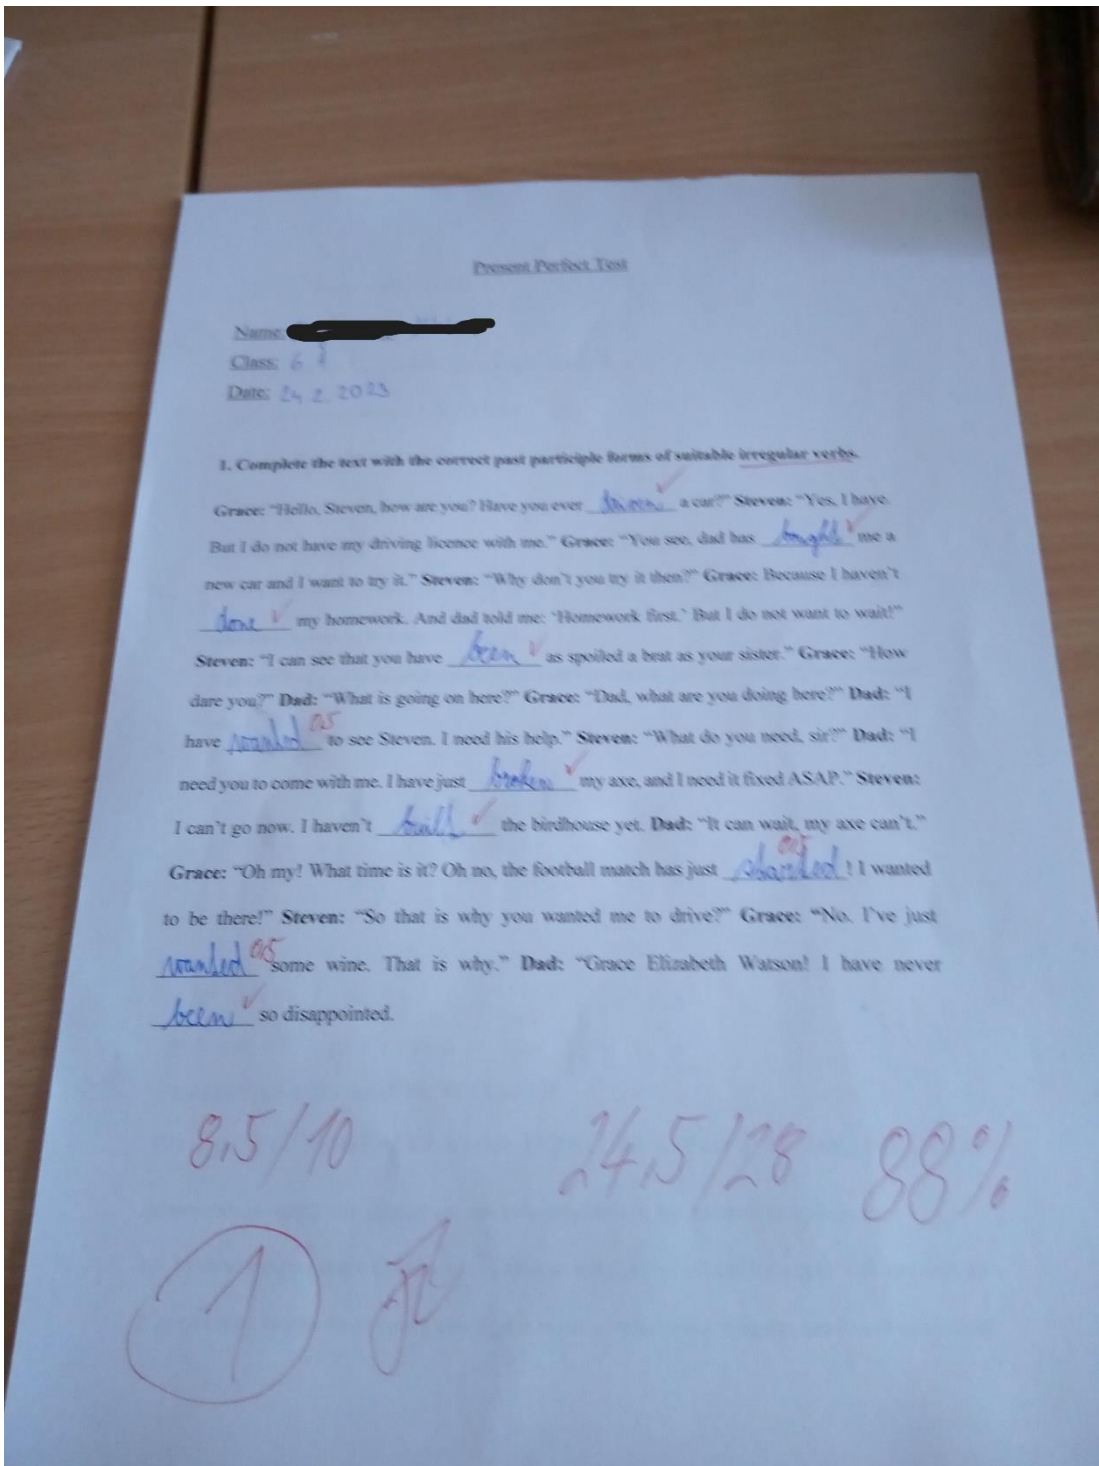 Present Perfect Test
Name:
Class: 6
Date: 24. 2. 2023
1. Complete the text with the correct past participle forms of suitable irregular verbs.
Grace: “Hello, Steven, how are you? Have you ever driven a car?” Steven: “Yes, I have.
But I do not have my driving licence with me.” Grace: “You see, dad has bought me a
new car and I want to try it.” Steven: “Why don’t you try it then?” Grace: Because I haven’t
done my homework. And dad told me: ‘Homework first.’ But I do not want to wait!”
Steven: “I can see that you have been as spoiled a brat as your sister.” Grace: “How
dare you?” Dad: “What is going on here?” Grace: “Dad, what are you doing here?” Dad: “I
have wanted 0,5 to see Steven. I need his help.” Steven: “What do you need, sir?” Dad: “I
need you to come with me. I have just broken my axe, and I need it fixed ASAP.” Steven:
I can’t go now. I haven’t built the birdhouse yet. Dad: “It can wait, my axe can’t.”
Grace: “Oh my! What time is it? Oh no, the football match has just started 0,5 ! I wanted
to be there!” Steven: “So that is why you wanted me to drive?” Grace: “No. I’ve just
wanted 0,5 some wine. That is why.” Dad: “Grace Elizabeth Watson! I have never
been so disappointed.
8,5/10 24,5/28 88%
1